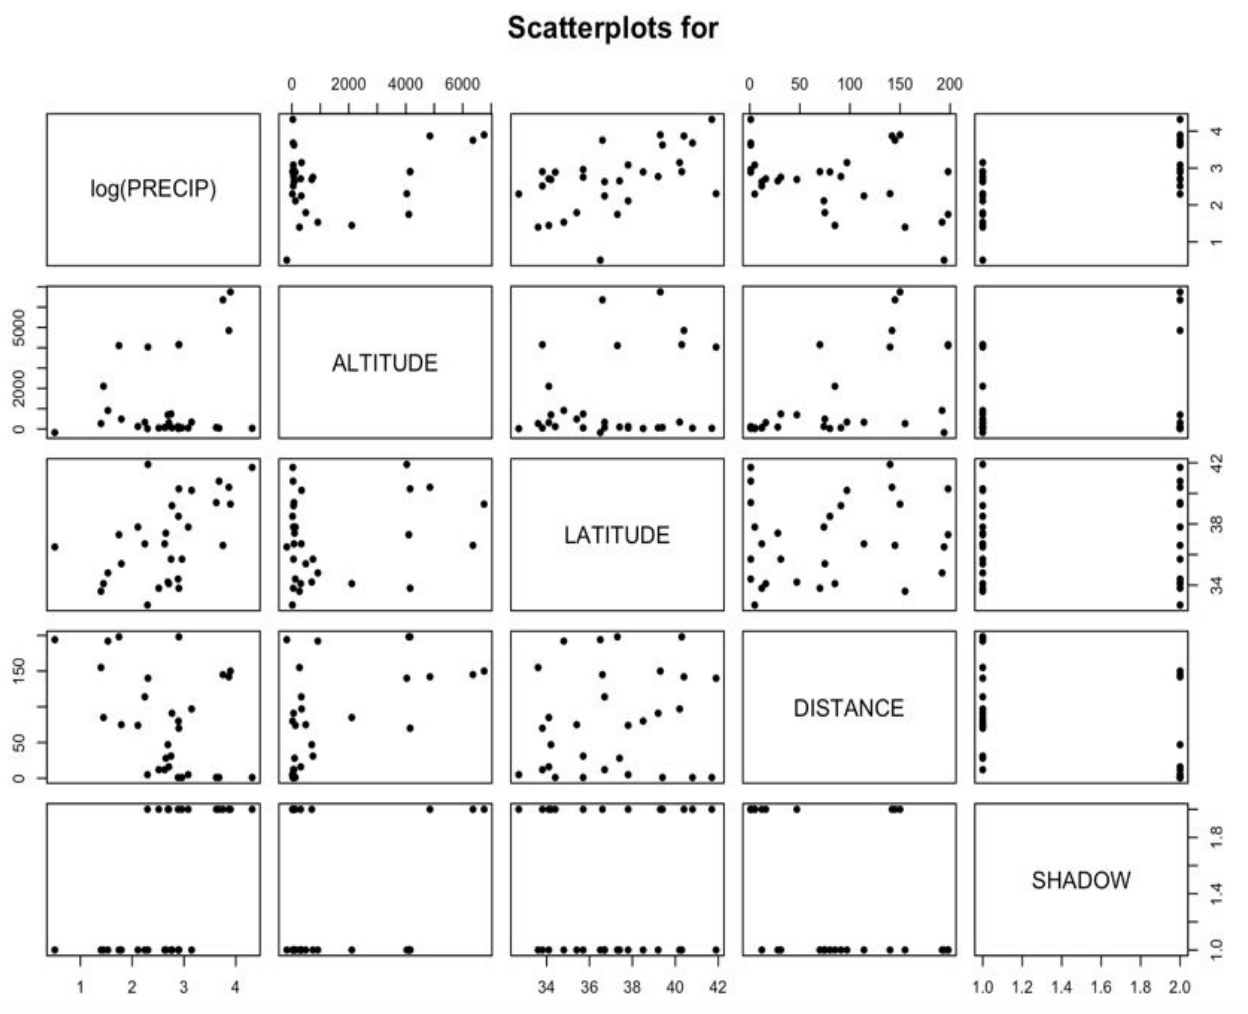 Scatterplots for
0 2000 4000 6000 0 50 100 150 200
log(PRECIP)
1 2 3 4
0 2000 5000
ALTITUDE
LATITUDE
34 38 42
0 50 150
DISTANCE
SHADOW
1.0 1.4 1.8
1 2 3 4 34 36 38 40 42 1.0 1.2 1.4 1.6 1.8 2.0